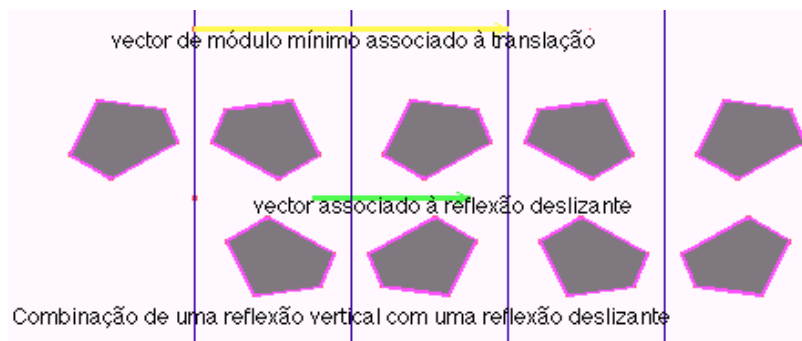 vector de módulo mínimo associado à translação
vector associado à reflexão deslizante
Combinação de uma reflexão vertical com uma reflexão deslizante